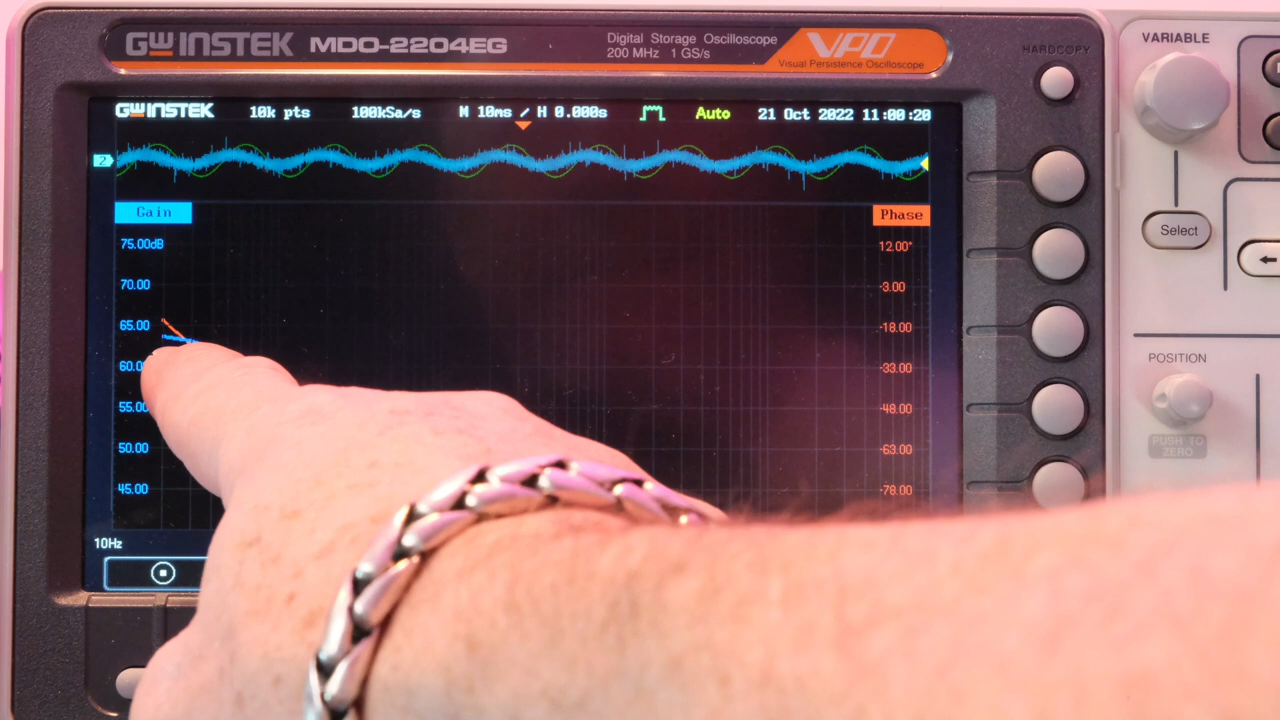 GW INSTEK MDO-2204EG
Digital Storage Oscilloscope
200 MHz 1 GS/s
VPO
Visual Persistence Oscilloscope
HARDCOPY
VARIABLE
GW INSTEK 10k pts 100kSa/s M 10ms / H 0.000s Auto 21 Oct 2022 11:00:20
2
Gain Phase
75.00dB 12.00°
70.00 -3.00
65.00 -18.00
60.0 -33.00
55.00 -48.00
50.00 -63.00
45.00 -78.00
10Hz
Select
POSITION
PUSH TO
ZERO